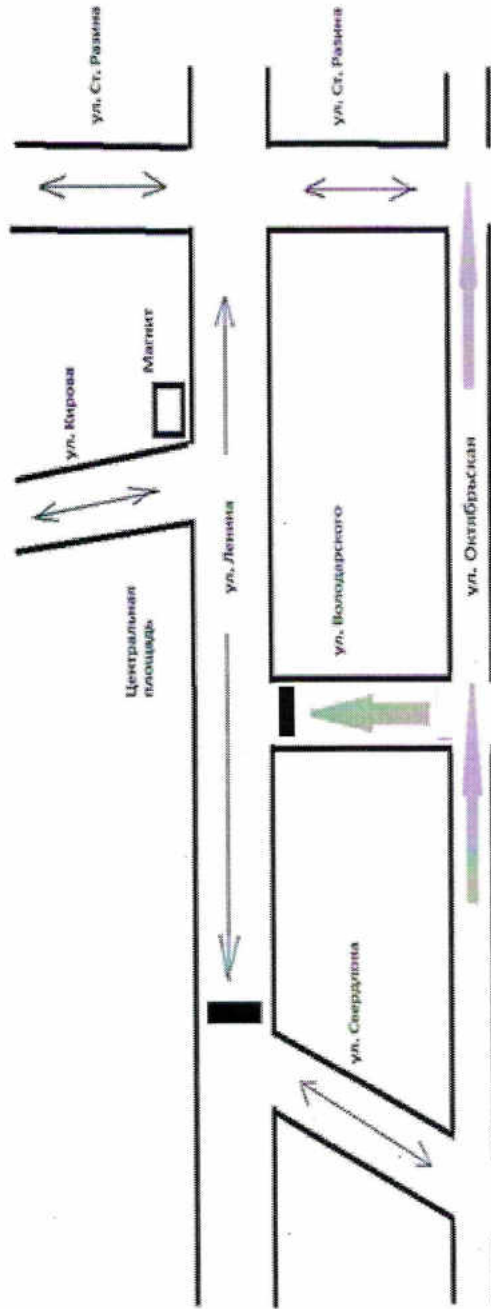 ул. Ст. Разина
ул. Ст. Разина
ул. Кирова
Магнит
ул. Ленина
Центральная
площадь
ул. Володарского
ул. Октябрьская
ул. Свердлова